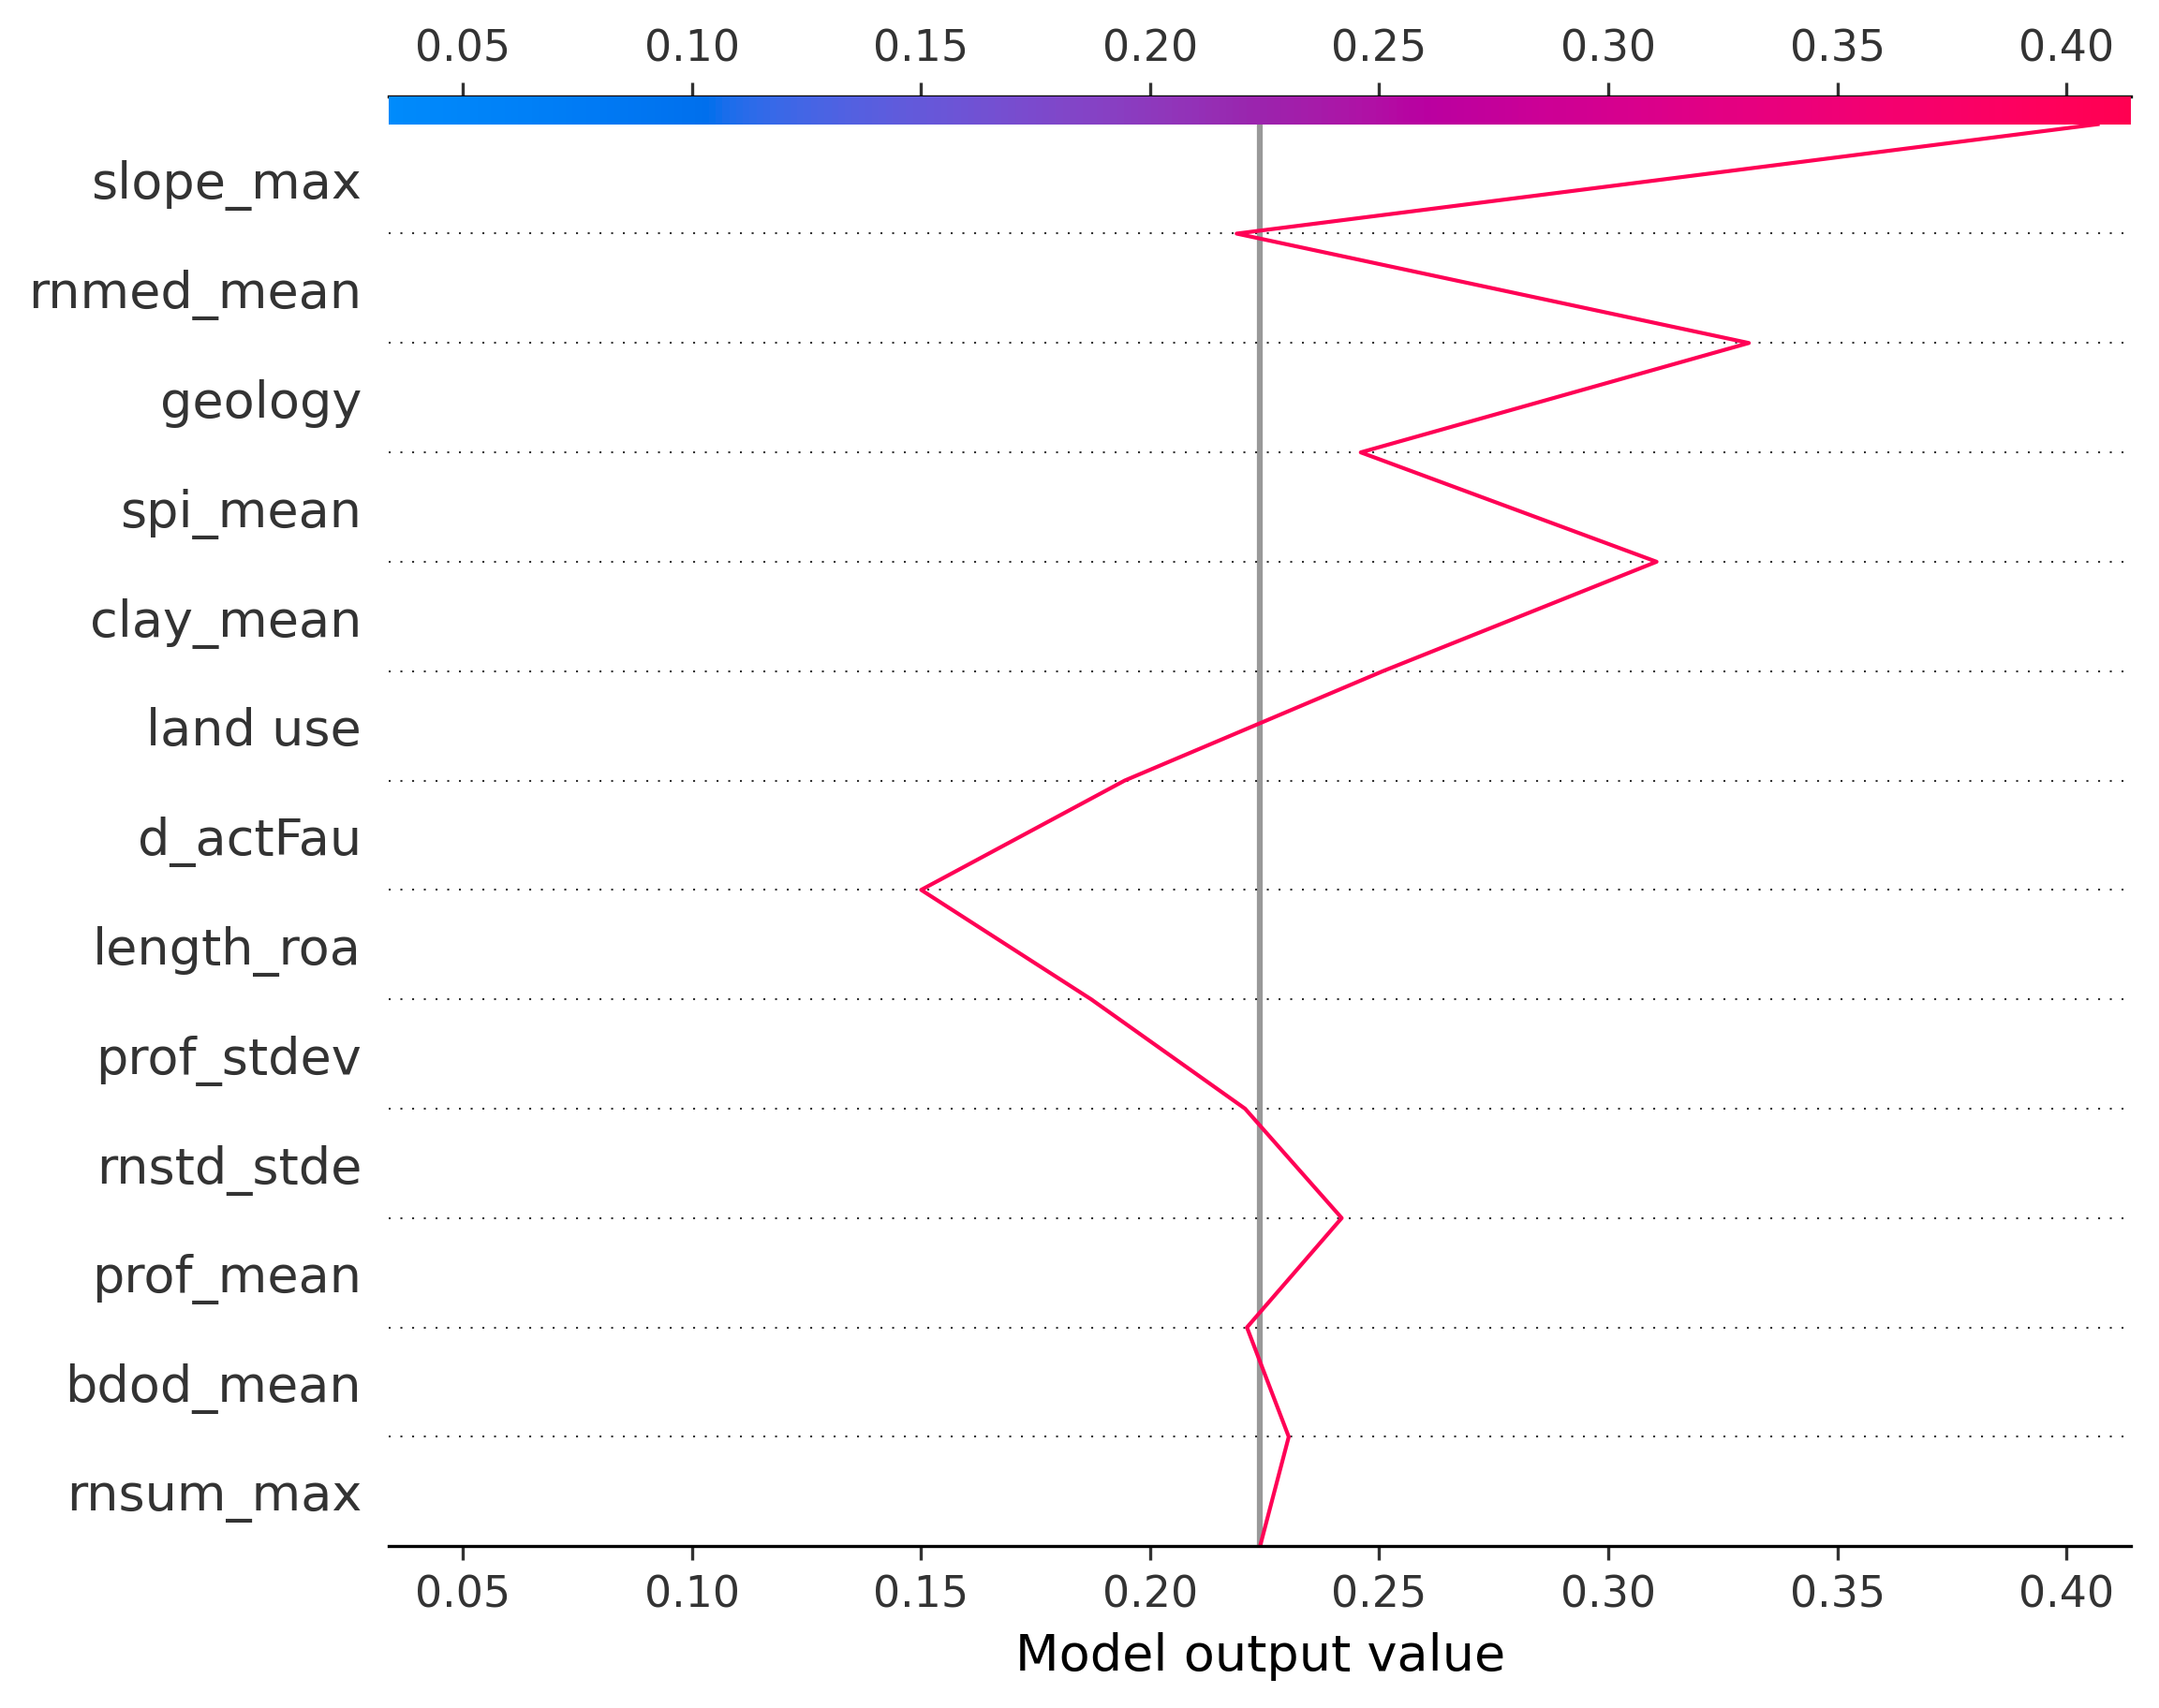 0.05 0.10 0.15 0.20 0.25 0.30 0.35 0.40
slope_max
rnmed_mean
geology
spi_mean
clay_mean
land use
d_actFau
length_roa
prof_stdev
rnstd_stde
prof_mean
bdod_mean
rnsum_max
0.05 0.10 0.15 0.20 0.25 0.30 0.35 0.40
Model output value